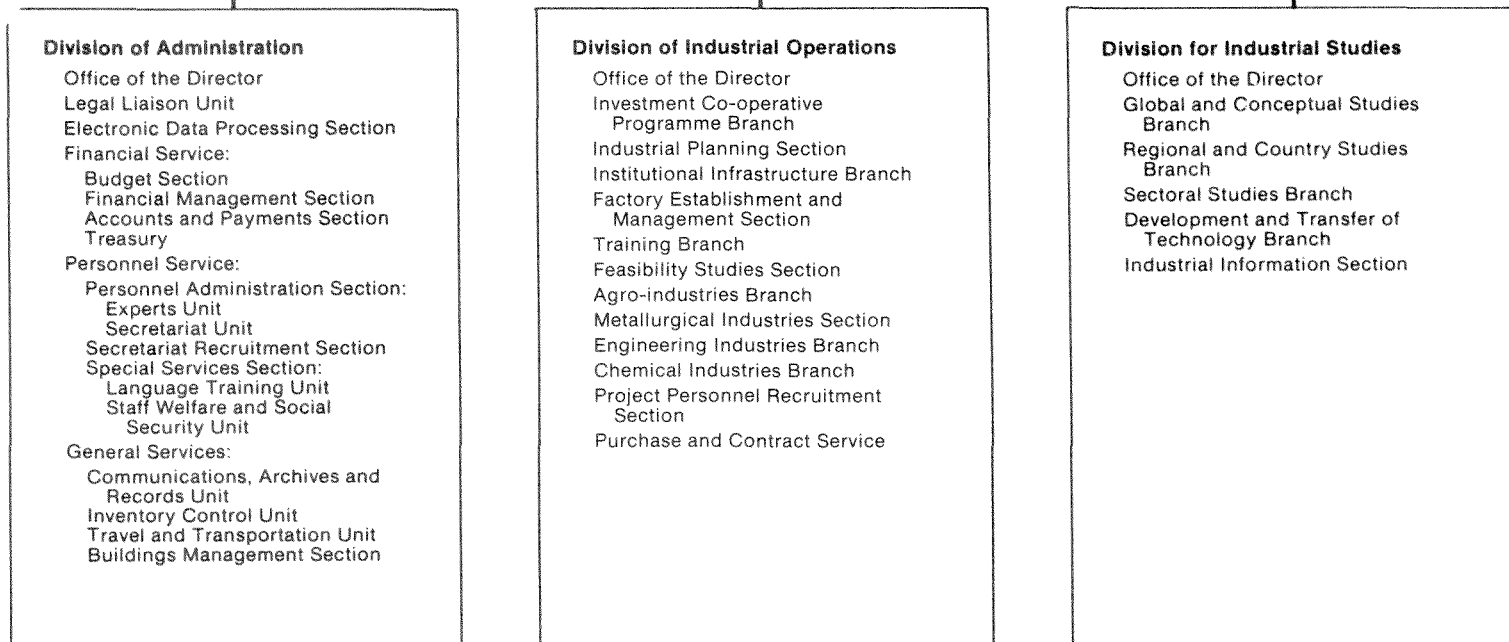 Division of Administration
Office of the Director
Legal Liaison Unit
Electronic Data Processing Section
Financial Service:
Budget Section
Financial Management Section
Accounts and Payments Section
Treasury
Personnel Service:
Personnel Administration Section:
Experts Unit
Secretariat Unit
Secretariat Recruitment Section
Special Services Section:
Language Training Unit
Staff Welfare and Social
Security Unit
General Services:
Communications, Archives and
Records Unit
Inventory Control Unit
Travel and Transportation Unit
Buildings Management Section
Division of Industrial Operations
Office of the Director
Investment Co-operative
Programme Branch
Industrial Planning Section
Institutional Infrastructure Branch
Factory Establishment and
Management Section
Training Branch
Feasibility Studies Section
Agro-industries Branch
Metallurgical Industries Section
Engineering Industries Branch
Chemical Industries Branch
Project Personnel Recruitment
Section
Purchase and Contract Service
Division for Industrial Studies
Office of the Director
Global and Conceptual Studies
Branch
Regional and Country Studies
Branch
Sectoral Studies Branch
Development and Transfer of
Technology Branch
Industrial Information Section